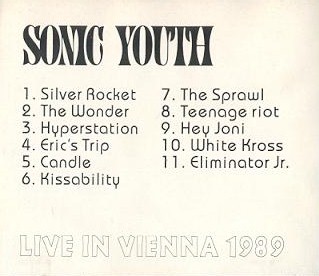 SONIC YOUTH
1. Silver Rocket
2. The Wonder
3. Hyperstation
4. Eric's Trip
5. Candle
6. Kissability
7. The Sprawl
8. Teenage riot
9. Hey Joni
10. White Kross
11. Eliminator Jr.
LIVE IN VIENNA 1989